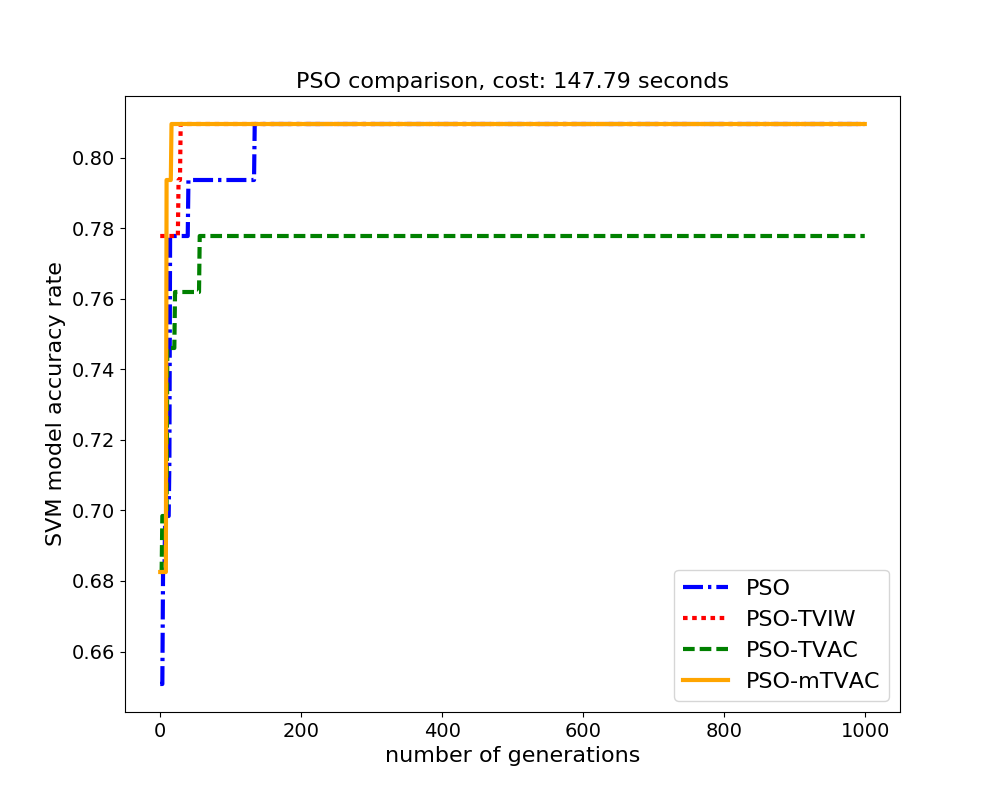 PSO comparison, cost: 147.79 seconds
SVM model accuracy rate
0.80
0.78
0.76
0.74
0.72
0.70
0.68
0.66
0 200 400 600 800 1000
number of generations
PSO
PSO-TVIW
PSO-TVAC
PSO-mTVAC